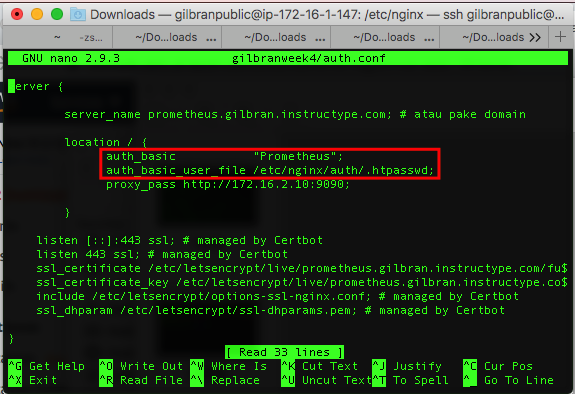 Downloads — gilbranpublic@ip-172-16-1-147: /etc/nginx — ssh gilbranpublic@...
~ -zs... ~/Do...loads ... ~/Do...loads ... ~/Do...loads ... ~/Do...loads >> +
GNU nano 2.9.3 gilbranweek4/auth.conf
erver {
server_name prometheus.gilbran.instructype.com; # atau pake domain
location / {
auth_basic "Prometheus";
auth_basic_user_file /etc/nginx/auth/.htpasswd;
proxy_pass http://172.16.2.10:9090;
}
listen [::]:443 ssl; # managed by Certbot
listen 443 ssl; # managed by Certbot
ssl_certificate /etc/letsencrypt/live/prometheus.gilbran.instructype.com/fu$
ssl_certificate_key /etc/letsencrypt/live/prometheus.gilbran.instructype.co$
include /etc/letsencrypt/options-ssl-nginx.conf; # managed by Certbot
ssl_dhparam /etc/letsencrypt/ssl-dhparams.pem; # managed by Certbot
}
[ Read 33 lines ]
^G Get Help ^O Write Out ^W Where Is ^K Cut Text ^J Justify ^C Cur Pos
^X Exit ^R Read File ^\ Replace ^U Uncut Text ^T To Spell ^_ Go To Line